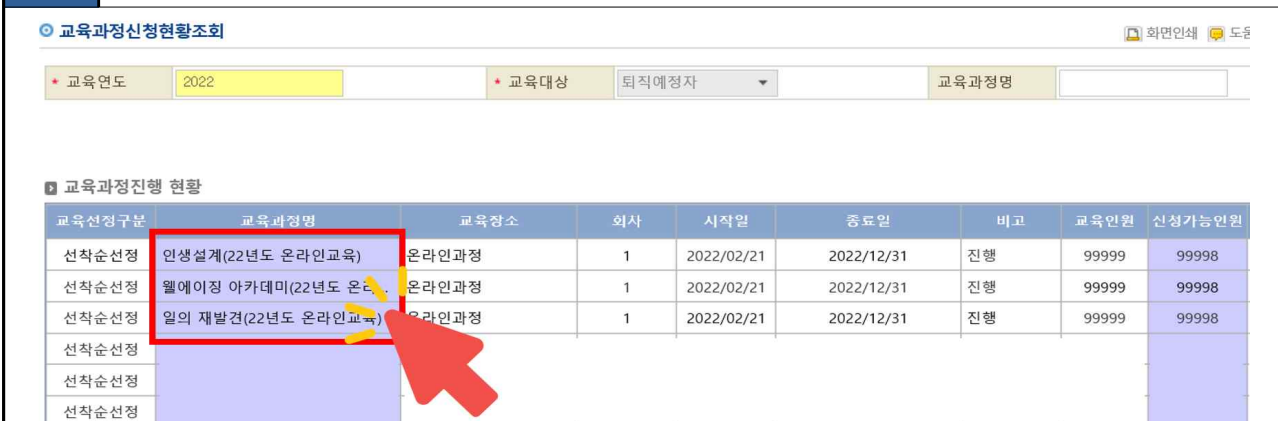 교육과정신청현황조회 화면인쇄
* 교육연도 2022 * 교육대상 퇴직예정자 교육과정명
교육과정진행 현황
교육선정구분 교육과정명 교육장소 회사 시작일 종료일 비고 교육인원 신청가능인원
선착순선정 인생설계(22년도 온라인교육) 온라인과정 1 2022/02/21 2022/12/31 진행 99999 99998
선착순선정 웰에이징 아카데미(22년도 온라.. 온라인과정 1 2022/02/21 2022/12/31 진행 99999 99998
선착순선정 일의 재발견(22년도 온라인교육) 온라인과정 1 2022/02/21 2022/12/31 진행 99999 99998
선착순선정
선착순선정
선착순선정